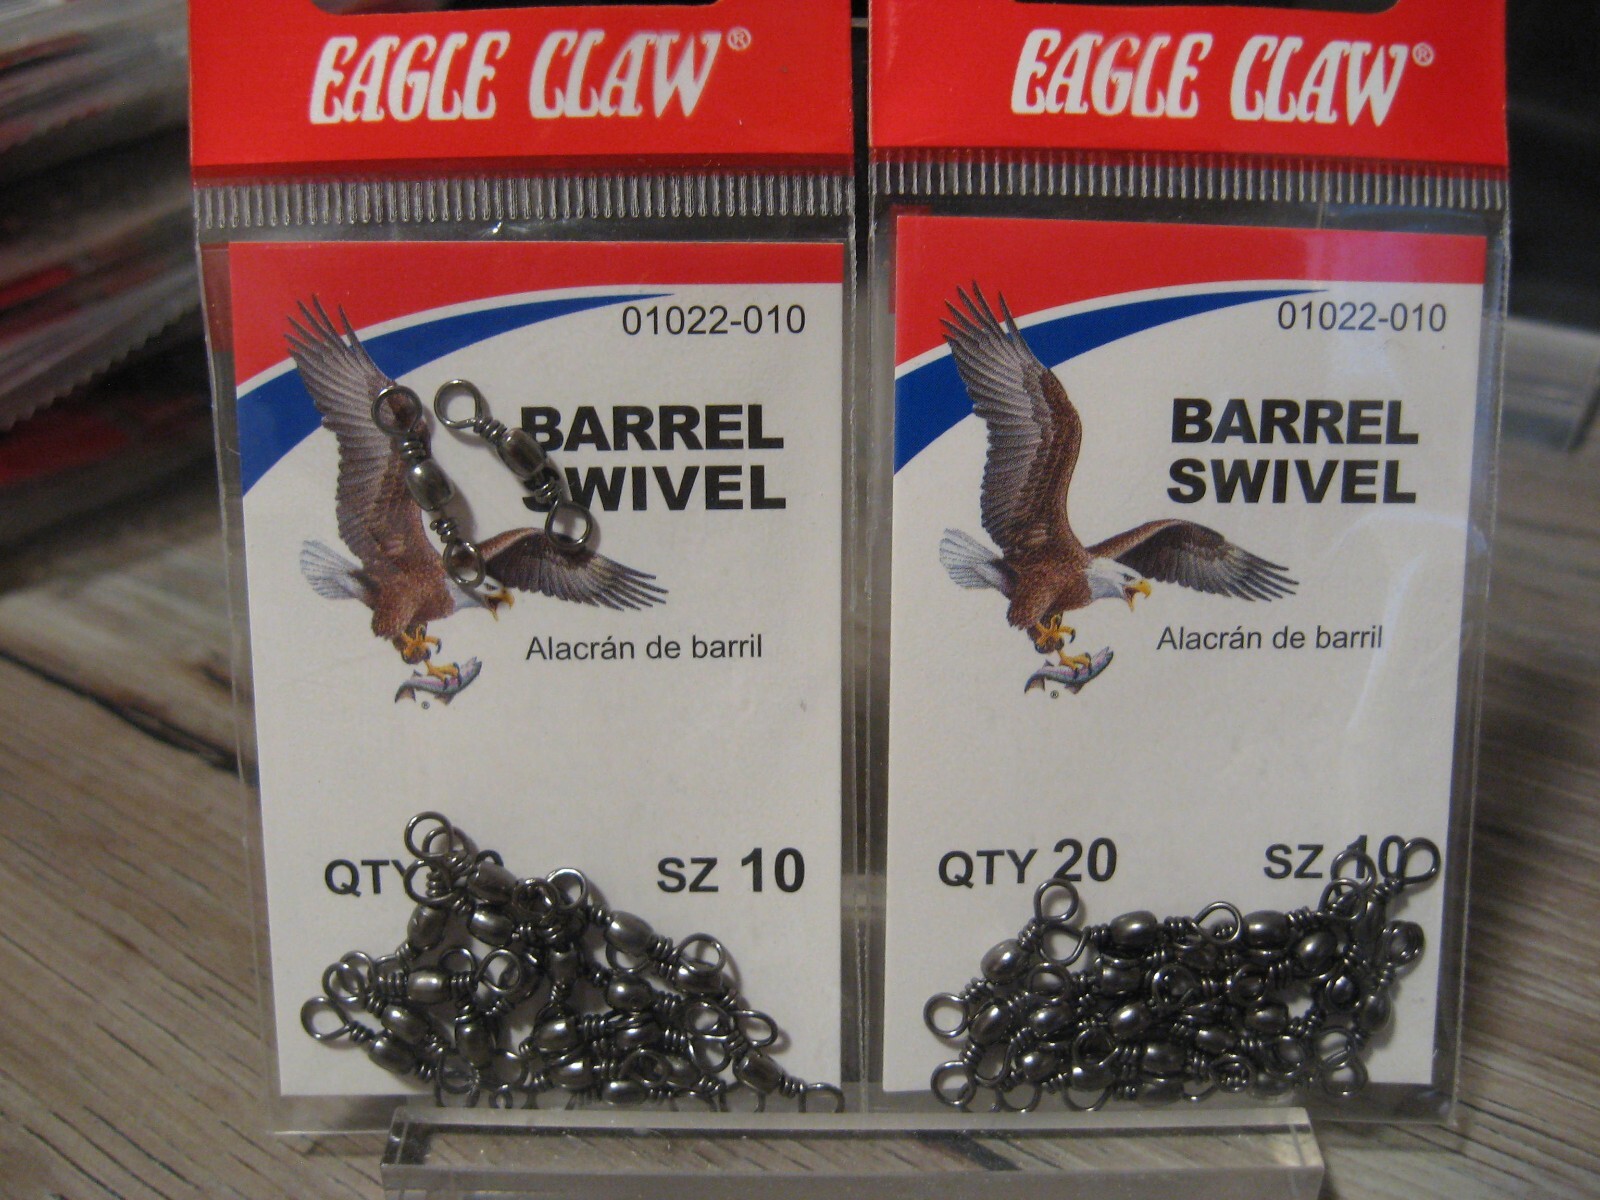 EAGLE CLAW®
01022-010
BARREL
SWIVEL
Alacrán de barril
®
QTY
SZ 10
EAGLE CLAW®
01022-010
BARREL
SWIVEL
Alacrán de barril
®
QTY 20
SZ 10